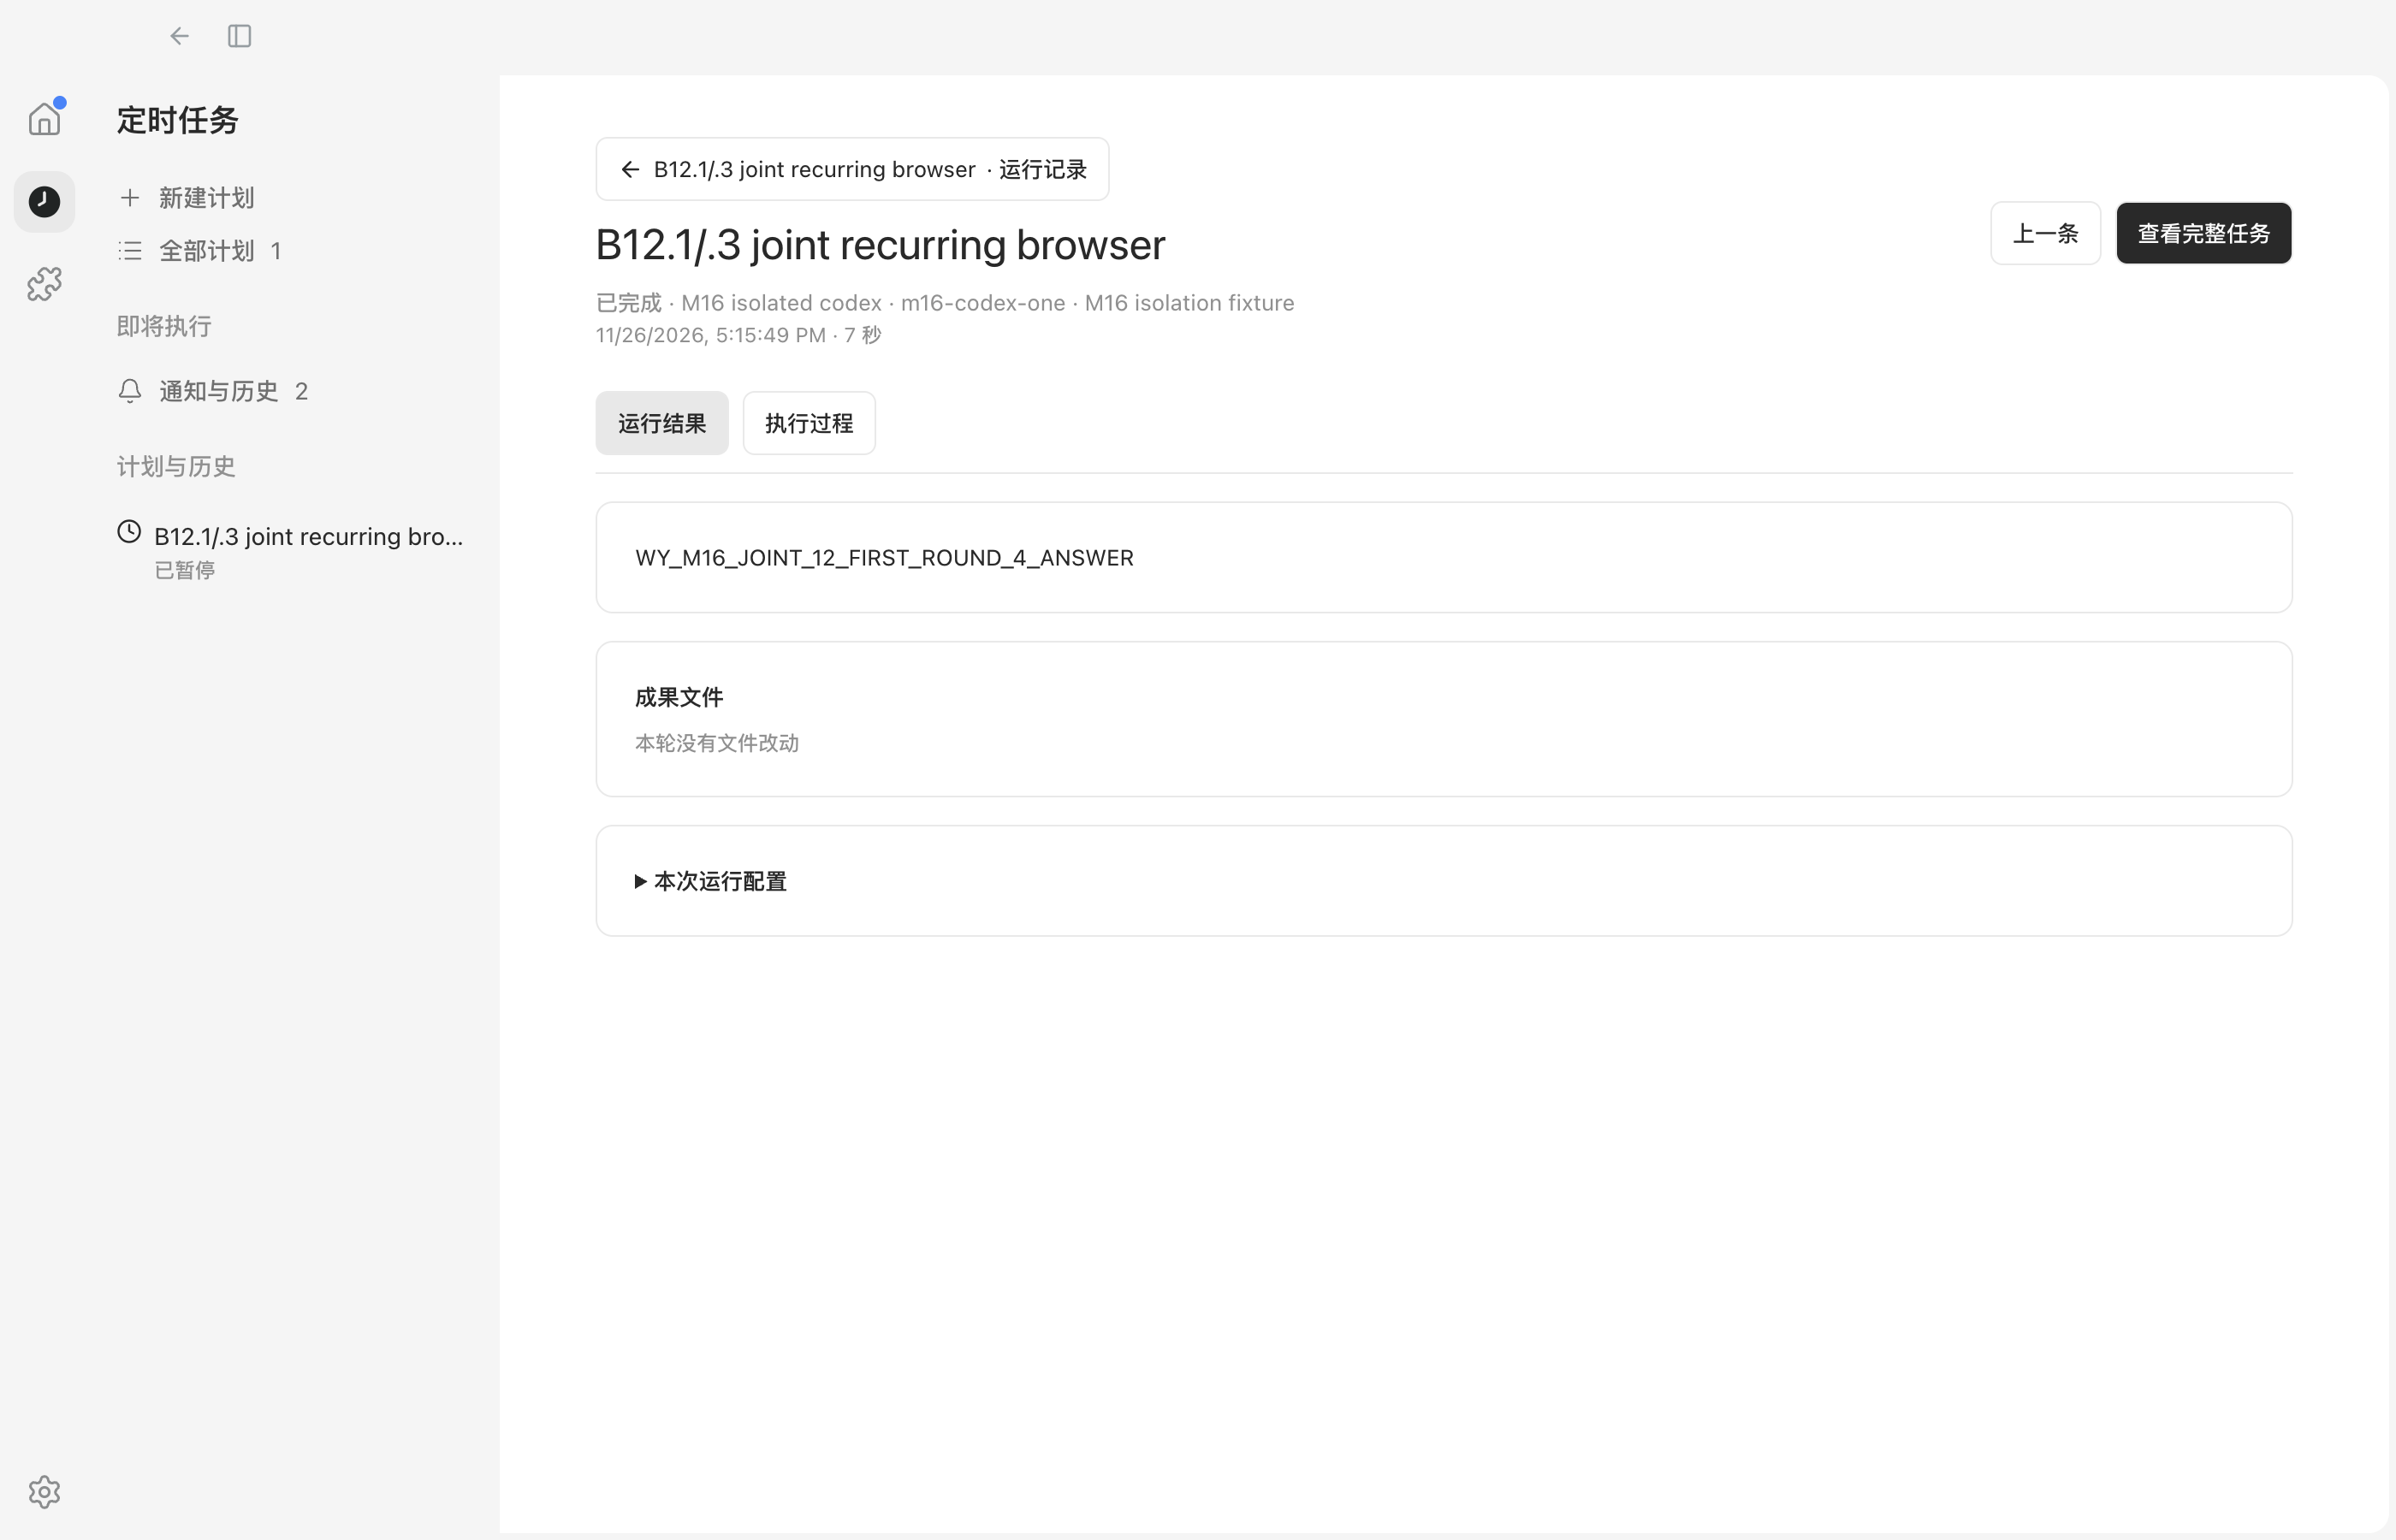 定时任务
新建计划
全部计划 1
即将执行
通知与历史 2
计划与历史
B12.1/.3 joint recurring bro...
已暂停
B12.1/.3 joint recurring browser · 运行记录
B12.1/.3 joint recurring browser
上一条
查看完整任务
已完成 · M16 isolated codex · m16-codex-one · M16 isolation fixture
11/26/2026, 5:15:49 PM · 7 秒
运行结果
执行过程
WY_M16_JOINT_12_FIRST_ROUND_4_ANSWER
成果文件
本轮没有文件改动
本次运行配置